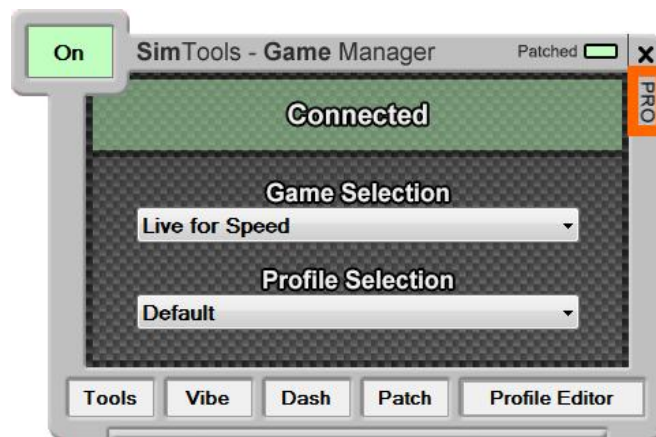 On
SimTools - Game Manager
Patched
PRO
Connected
Game Selection
Live for Speed
Profile Selection
Default
Tools
Vibe
Dash
Patch
Profile Editor